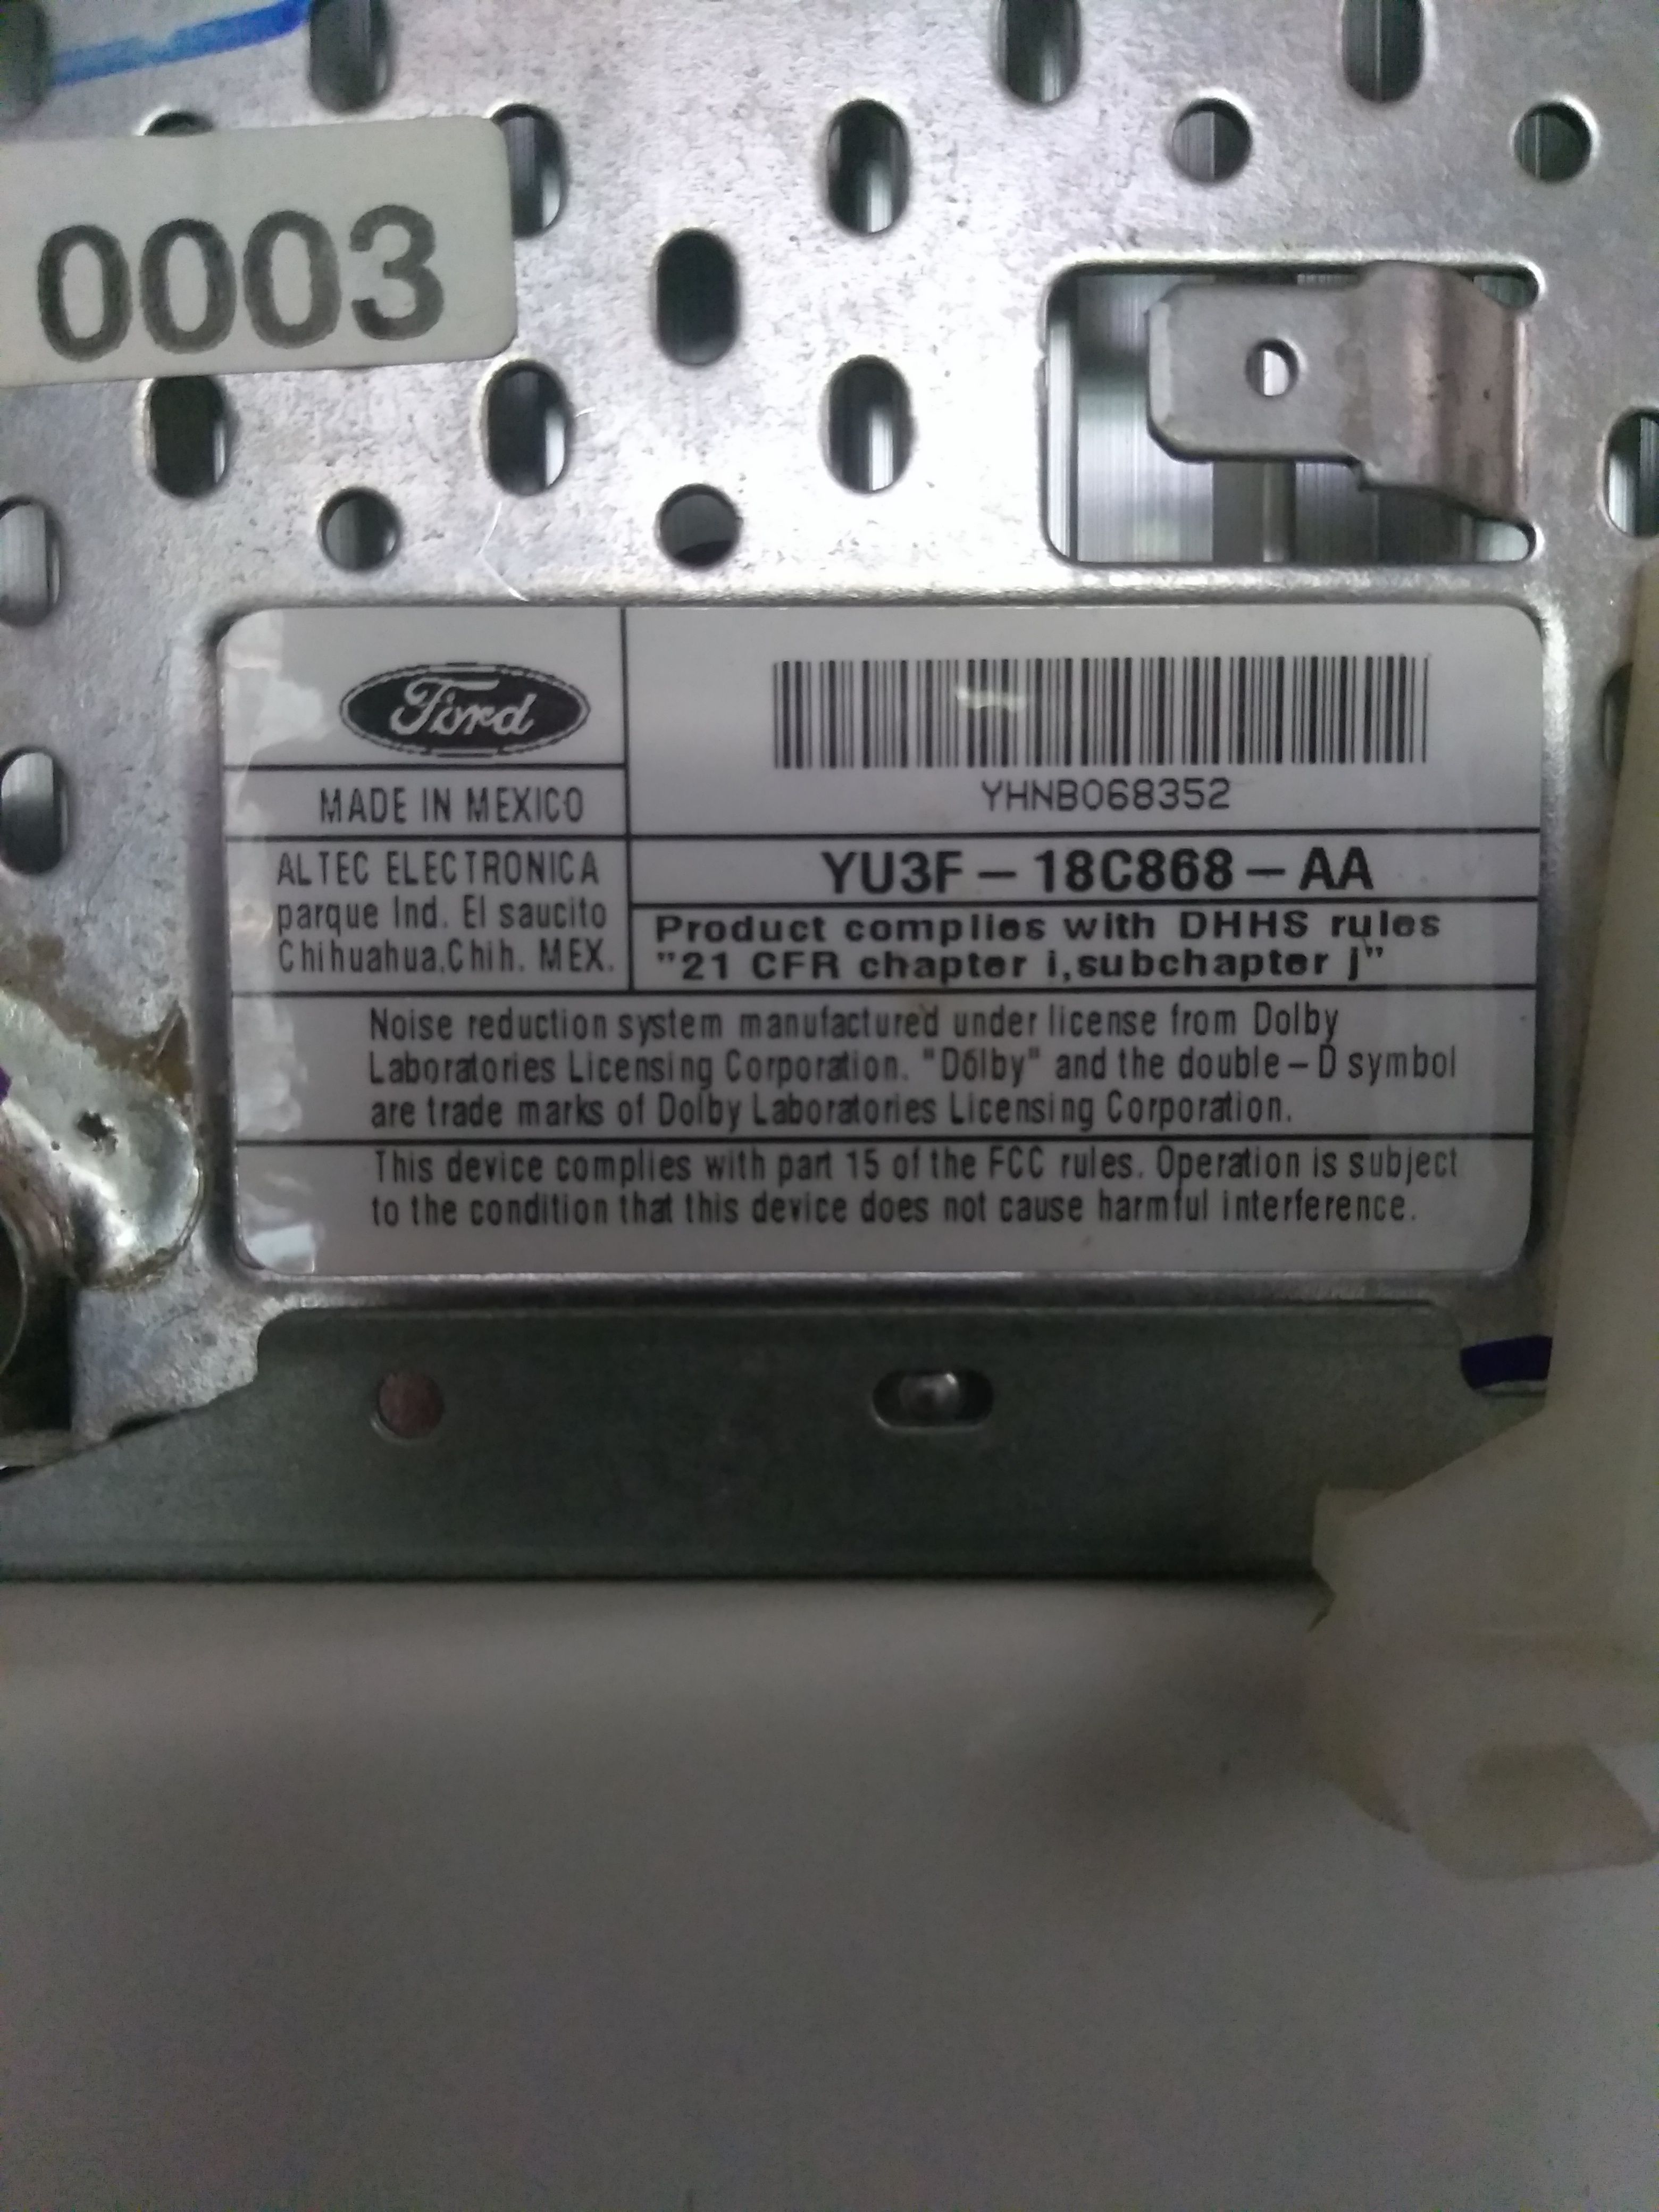 0003
Ford
YHNB068352
MADE IN MEXICO
ALTEC ELECTRONICA
parque Ind. El saucito
Chihuahua,Chih. MEX.
YU3F-18C868-AA
Product complies with DHHS rules
"21 CFR chapter i,subchapter j"
Noise reduction system manufactured under license from Dolby
Laboratories Licensing Corporation. "Dolby" and the double-D symbol
are trade marks of Dolby Laboratories Licensing Corporation.
This device complies with part 15 of the FCC rules. Operation is subject
to the condition that this device does not cause harmful interference.